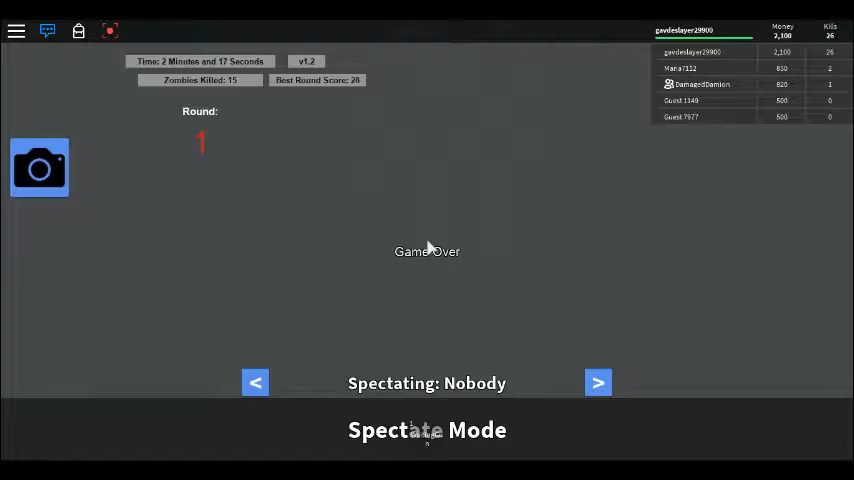 gavdeslayer29900 Money 2,100 Kills 26
Time: 2 Minutes and 17 Seconds v1.2
gavdeslayer29900 2,100 26
Zombies Killed: 15 Best Round Score: 28
Maria7112 850 2
DamagedDamion 820 1
Guest 1149 500 0
Guest 7977 500 0
Round:
1
Game Over
< Spectating: Nobody >
Spectate Mode